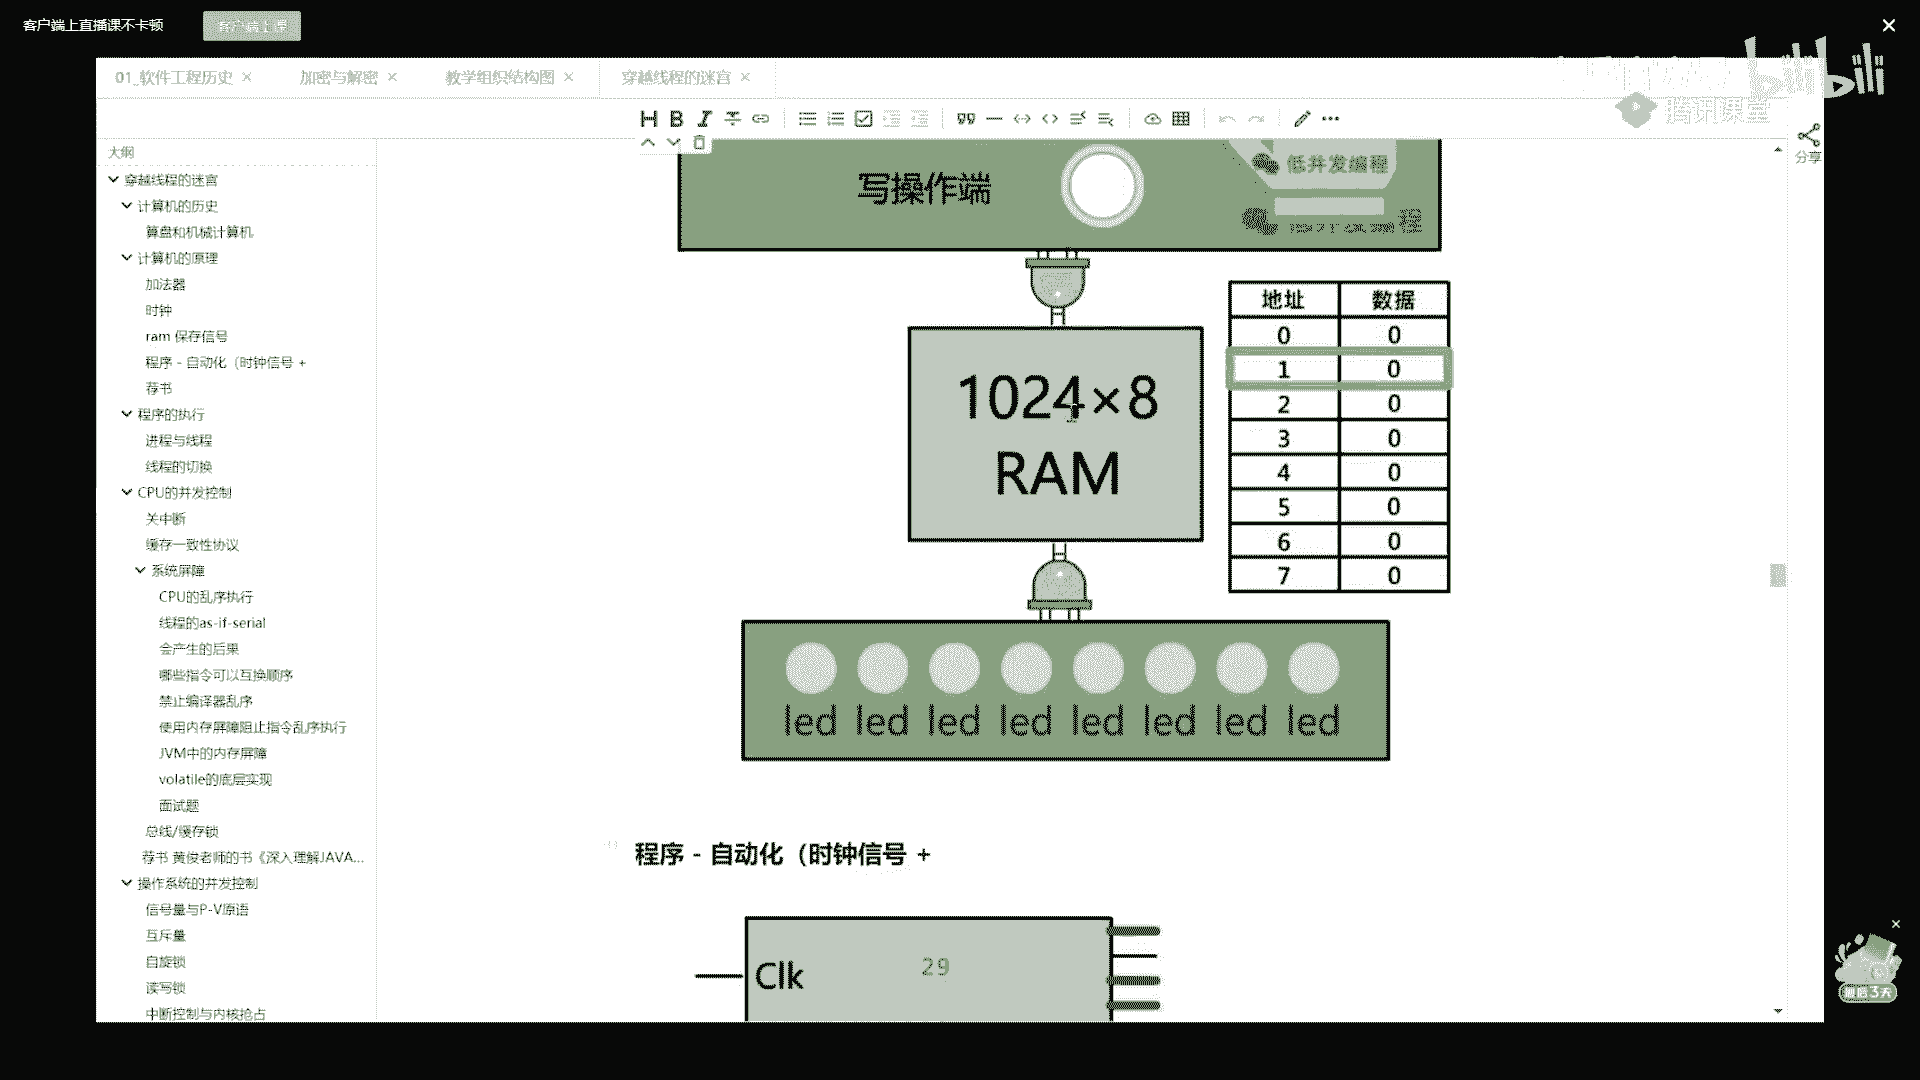 客户端上直播课不卡顿
客户端上课
bilibili
腾讯课堂
01_软件工程历史
加密与解密
教学组织结构图
穿越线程的迷宫
分享
大纲
穿越线程的迷宫
计算机的历史
算盘和机械计算机
计算机的原理
加法器
时钟
ram 保存信号
程序 - 自动化（时钟信号 +
荐书
程序的执行
进程与线程
线程的切换
CPU的并发控制
关中断
缓存一致性协议
系统屏障
CPU的乱序执行
线程的as-if-serial
会产生的后果
哪些指令可以互换顺序
禁止编译器乱序
使用内存屏障阻止指令乱序执行
JVM中的内存屏障
volatile的底层实现
面试题
总线/缓存锁
荐书 黄俊老师的书《深入理解JAVA...
操作系统的并发控制
信号量与P-V原语
互斥量
自旋锁
读写锁
中断控制与内核抢占
写操作端
低并发编程
1024×8
RAM
地址 数据
0 0
1 0
2 0
3 0
4 0
5 0
6 0
7 0
led led led led led led led led
程序 - 自动化（时钟信号 +
Clk
29